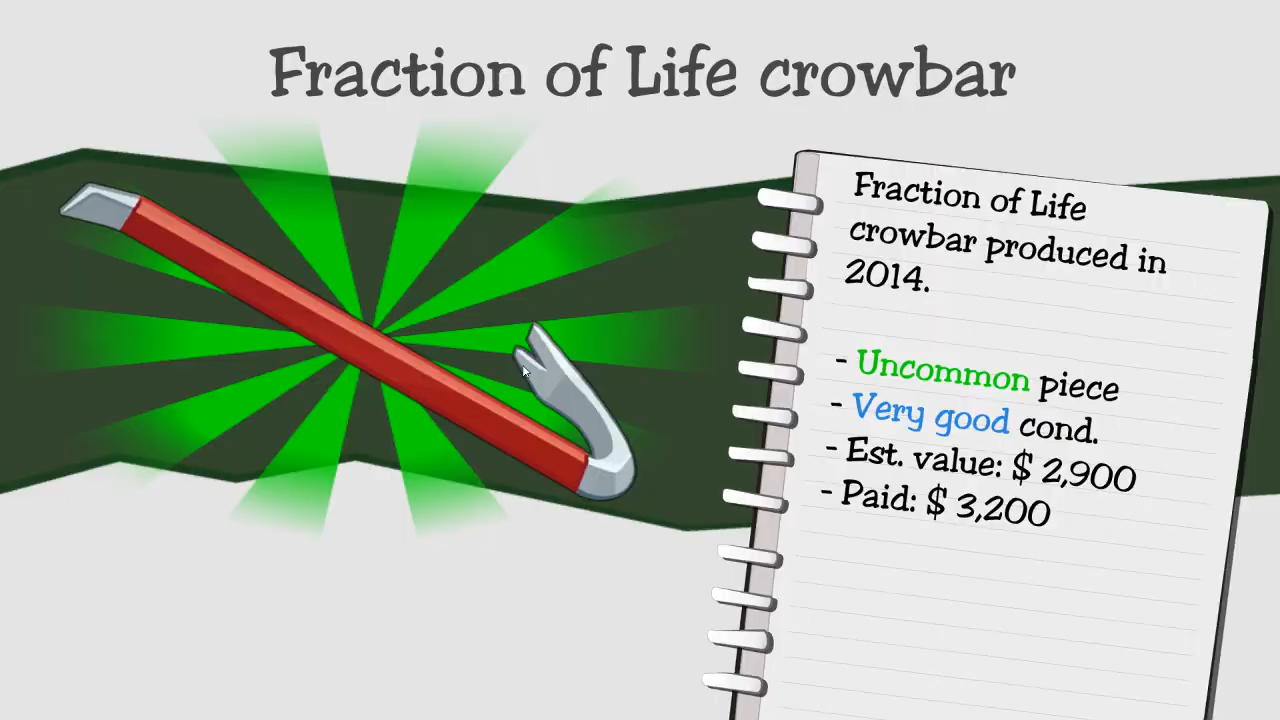 Fraction of Life crowbar
Fraction of Life
crowbar produced in
2014.
- Uncommon piece
- Very good cond.
- Est. value: $ 2,900
- Paid: $ 3,200